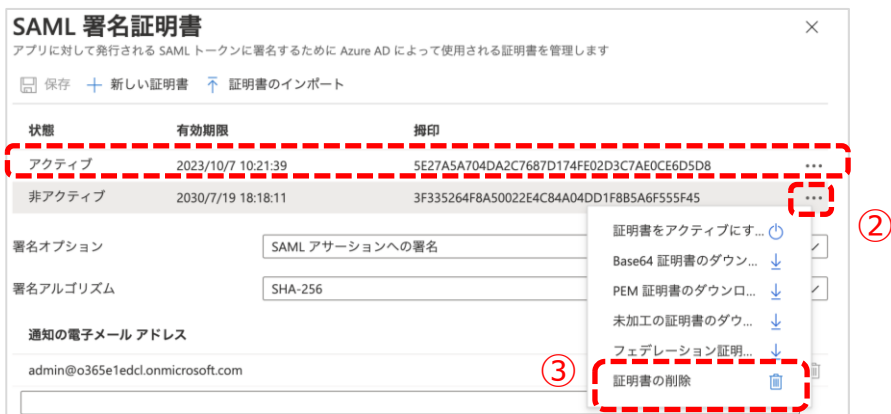 SAML 署名証明書
アプリに対して発行される SAML トークンに署名するために Azure AD によって使用される証明書を管理します
保存 新しい証明書 証明書のインポート
状態 有効期限 拇印
アクティブ 2023/10/7 10:21:39 5E27A5A704DA2C7687D174FE02D3C7AE0CE6D5D8 ...
非アクティブ 2030/7/19 18:18:11 3F335264F8A50022E4C84A04DD1F8B5A6F555F45 ...
②
証明書をアクティブにす...
署名オプション SAML アサーションへの署名
Base64 証明書のダウン...
署名アルゴリズム SHA-256
PEM 証明書のダウンロ...
未加工の証明書のダウ...
通知の電子メール アドレス
フェデレーション証明...
admin@o365e1edcl.onmicrosoft.com
③ 証明書の削除